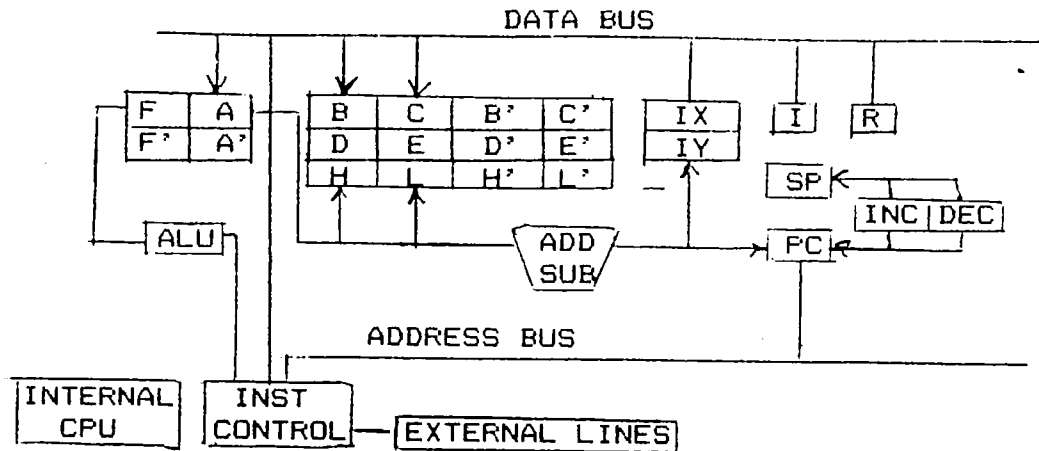 DATA BUS
F A B C B' C' IX I R
F' A' D E D' E' IY
H L H' L' SP
INC DEC
ALU ADD PC
SUB
ADDRESS BUS
INTERNAL INST
CPU CONTROL EXTERNAL LINES